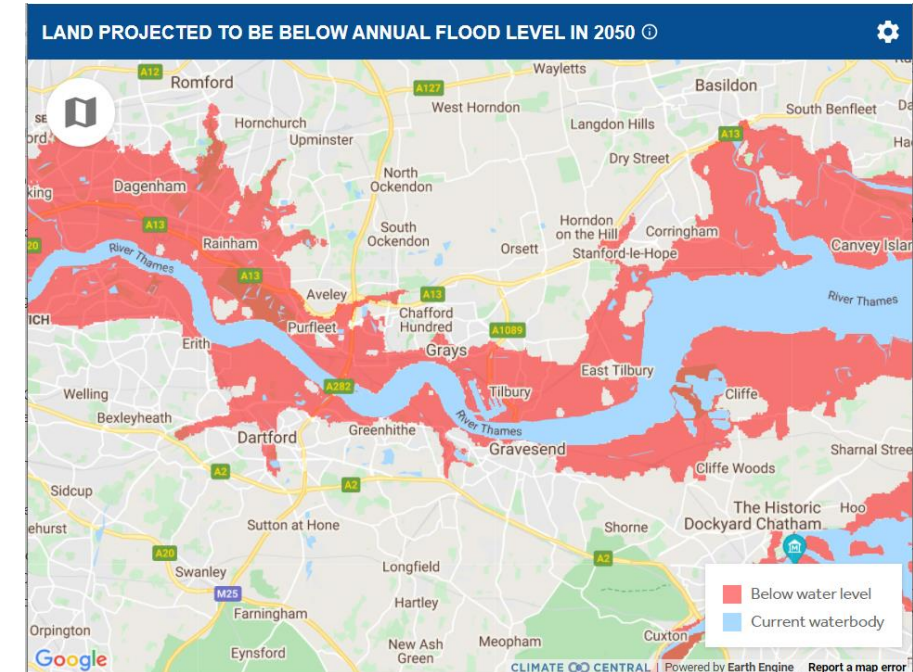 LAND PROJECTED TO BE BELOW ANNUAL FLOOD LEVEL IN 2050
A12
Romford
Wayletts
A127
Basildon
West Horndon
South Benfleet
Hornchurch
Langdon Hills
Upminster
A13
Dry Street
North
Ockendon
Dagenham
A13
South
Ockendon
Horndon
on the Hill
Corringham
Rainham
Orsett
Stanford-le-Hope
Canvey Islan
River Thames
A13
Aveley
A13
River Thames
Chafford
Hundred
Purfleet
A1089
Erith
Grays
East Tilbury
A282
Welling
Tilbury
Cliffe
Bexleyheath
River Thames
Dartford
Greenhithe
Gravesend
Sharnal Stree
A2
Cliffe Woods
A2
Sidcup
The Historic
Dockyard Chatham
Hoo
Sutton at Hone
Shorne
A20
A2
Swanley
Longfield
M25
Below water level
Hartley
Farningham
Current waterbody
Orpington
New Ash
Green
Meopham
Cuxton
Eynsford
Google
CLIMATE CENTRAL | Powered by Earth Engine Report a map error